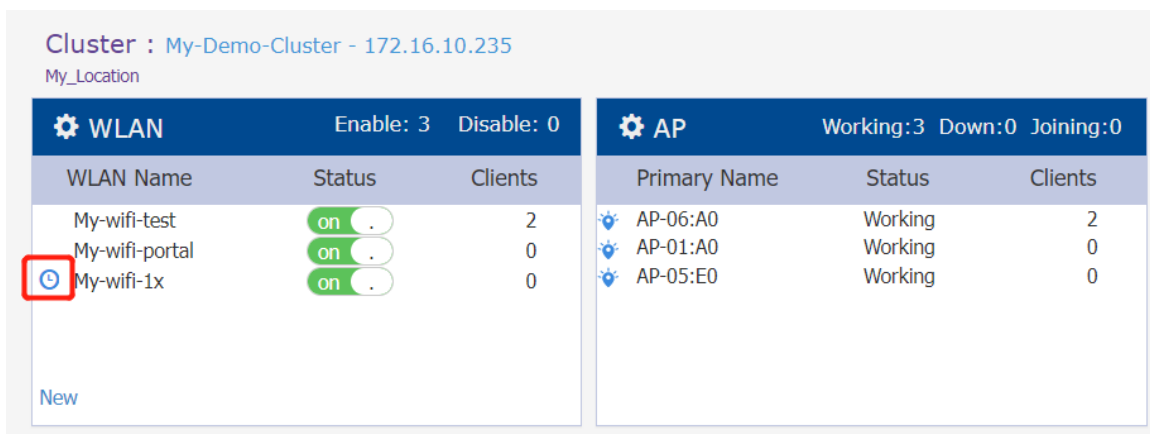 Cluster : My-Demo-Cluster - 172.16.10.235
My_Location
WLAN Enable: 3 Disable: 0
WLAN Name Status Clients
My-wifi-test on . 2
My-wifi-portal on . 0
My-wifi-1x on . 0
New
AP Working:3 Down:0 Joining:0
Primary Name Status Clients
AP-06:A0 Working 2
AP-01:A0 Working 0
AP-05:E0 Working 0